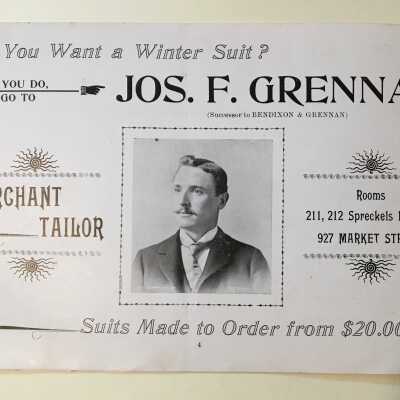 You Want a Winter Suit?
YOU DO,
GO TO
JOS. F. GRENNA
(Successor to BENDIXON & GRENNAN)
RCHANT
TAILOR
Rooms
211, 212 Spreckels
927 MARKET STR
Suits Made to Order from $20.00
4